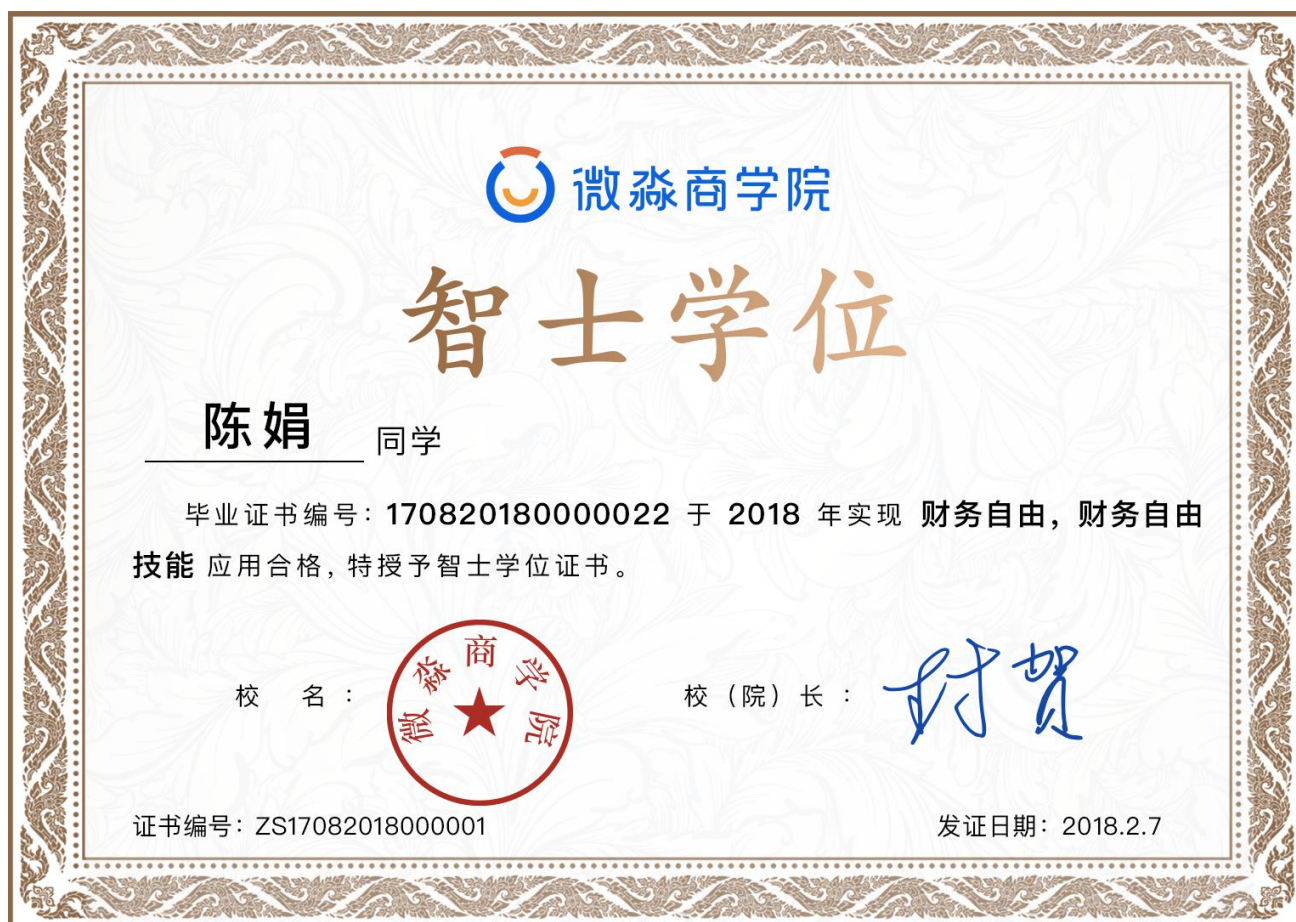 微淼商学院
智士学位
陈娟 同学
毕业证书编号：170820180000022 于 2018 年实现 财务自由，财务自由
技能 应用合格，特授予智士学位证书。
校 名：
微淼商学院
校（院）长：
封贺
证书编号：ZS17082018000001
发证日期：2018.2.7